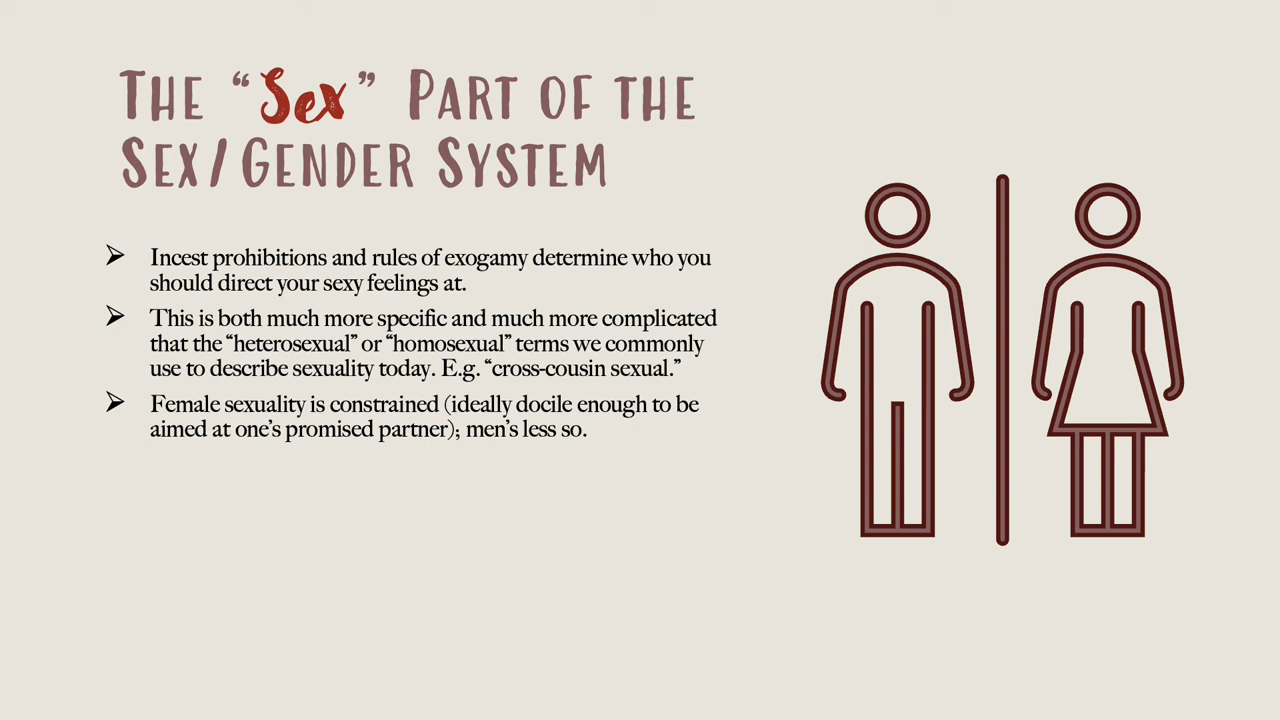 The “Sex” Part of the
Sex/Gender System
Incest prohibitions and rules of exogamy determine who you
should direct your sexy feelings at.
This is both much more specific and much more complicated
that the “heterosexual” or “homosexual” terms we commonly
use to describe sexuality today. E.g. “cross-cousin sexual.”
Female sexuality is constrained (ideally docile enough to be
aimed at one’s promised partner); men’s less so.